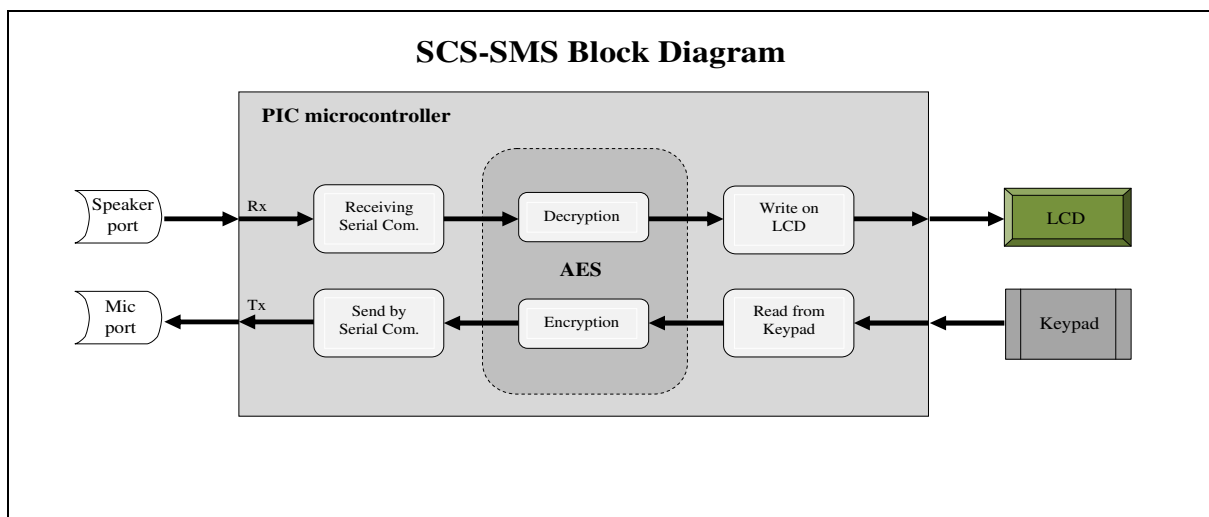 SCS-SMS Block Diagram
PIC microcontroller
Speaker
port
Rx
Receiving
Serial Com.
Decryption
Write on
LCD
LCD
AES
Mic
port
Tx
Send by
Serial Com.
Encryption
Read from
Keypad
Keypad